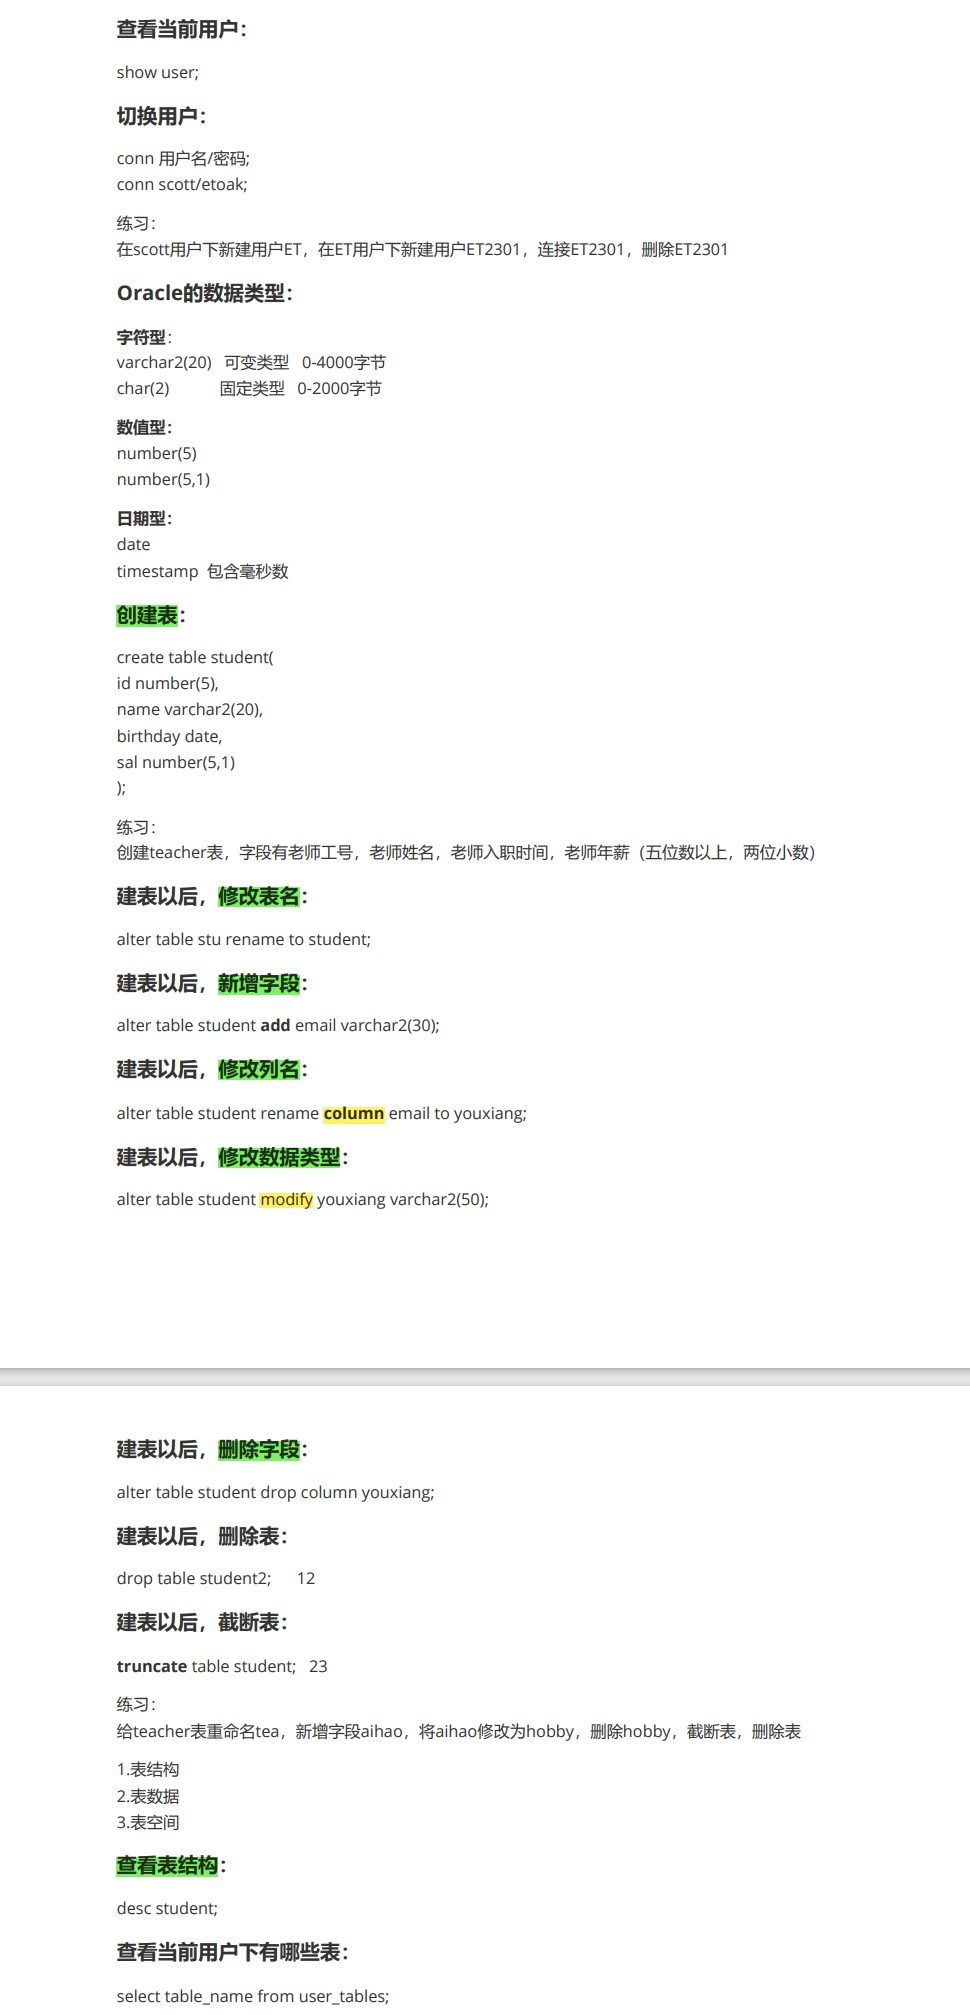 查看当前用户：
show user;
切换用户：
conn 用户名/密码;
conn scott/etoak;
练习：
在scott用户下新建用户ET，在ET用户下新建用户ET2301，连接ET2301，删除ET2301
Oracle的数据类型：
字符型：
varchar2(20) 可变类型 0-4000字节
char(2) 固定类型 0-2000字节
数值型：
number(5)
number(5,1)
日期型：
date
timestamp 包含毫秒数
创建表：
create table student(
id number(5),
name varchar2(20),
birthday date,
sal number(5,1)
);
练习：
创建teacher表，字段有老师工号，老师姓名，老师入职时间，老师年薪（五位数以上，两位小数）
建表以后，修改表名：
alter table stu rename to student;
建表以后，新增字段：
alter table student add email varchar2(30);
建表以后，修改列名：
alter table student rename column email to youxiang;
建表以后，修改数据类型：
alter table student modify youxiang varchar2(50);
建表以后，删除字段：
alter table student drop column youxiang;
建表以后，删除表：
drop table student2; 12
建表以后，截断表：
truncate table student; 23
练习：
给teacher表重命名tea，新增字段aihao，将aihao修改为hobby，删除hobby，截断表，删除表
1.表结构
2.表数据
3.表空间
查看表结构：
desc student;
查看当前用户下有哪些表：
select table_name from user_tables;